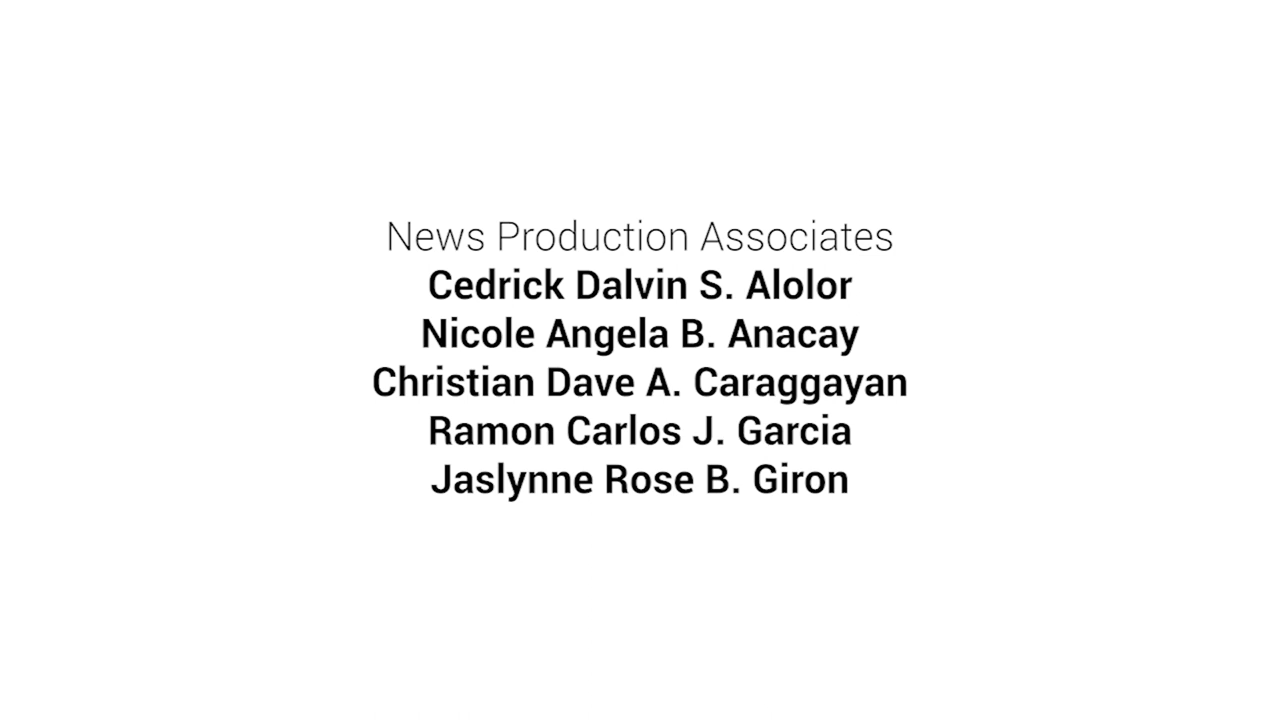 News Production Associates
Cedrick Dalvin S. Alolor
Nicole Angela B. Anacay
Christian Dave A. Caraggayan
Ramon Carlos J. Garcia
Jaslynne Rose B. Giron